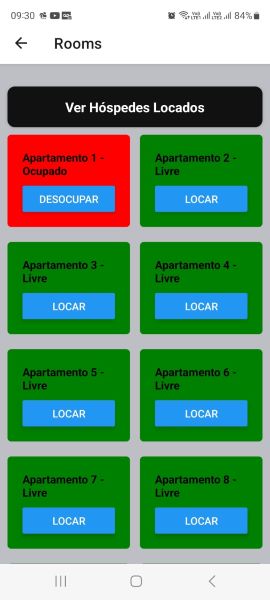 09:30
84%
Rooms
Ver Hóspedes Locados
Apartamento 1 -
Ocupado
DESOCUPAR
Apartamento 2 -
Livre
LOCAR
Apartamento 3 -
Livre
LOCAR
Apartamento 4 -
Livre
LOCAR
Apartamento 5 -
Livre
LOCAR
Apartamento 6 -
Livre
LOCAR
Apartamento 7 -
Livre
LOCAR
Apartamento 8 -
Livre
LOCAR